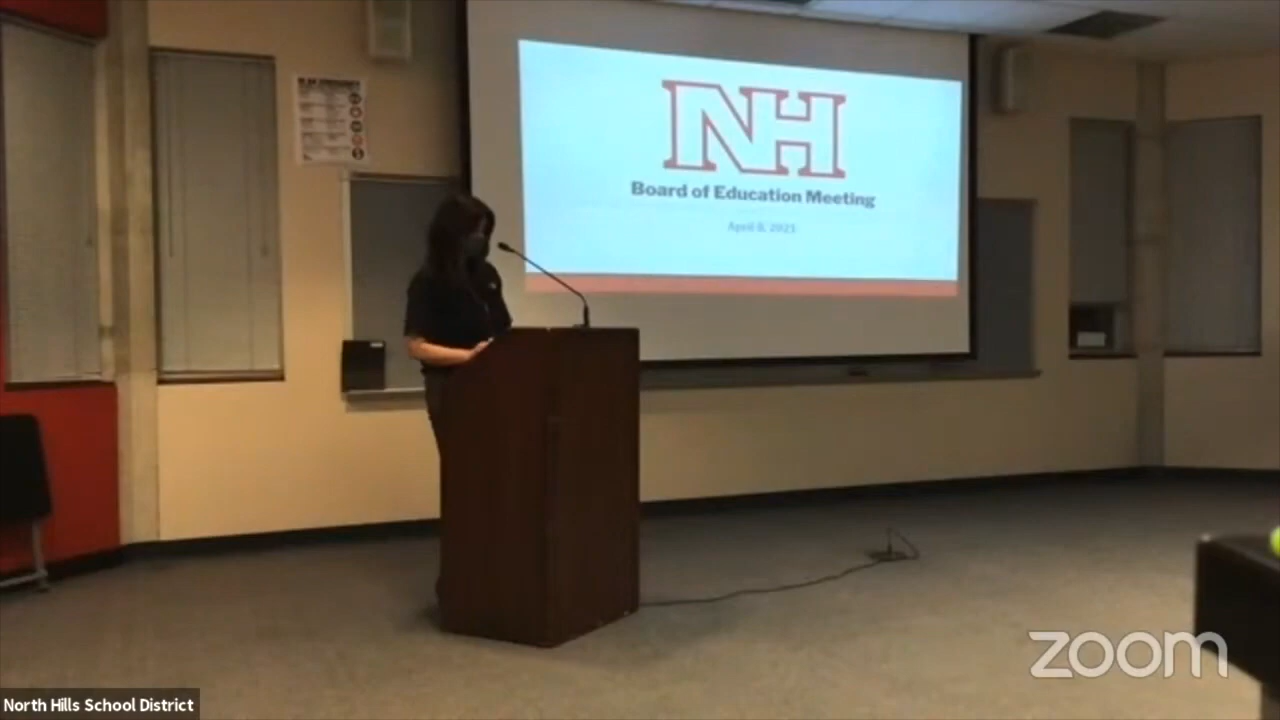 NH
Board of Education Meeting
April 8, 2021
zoom
North Hills School District